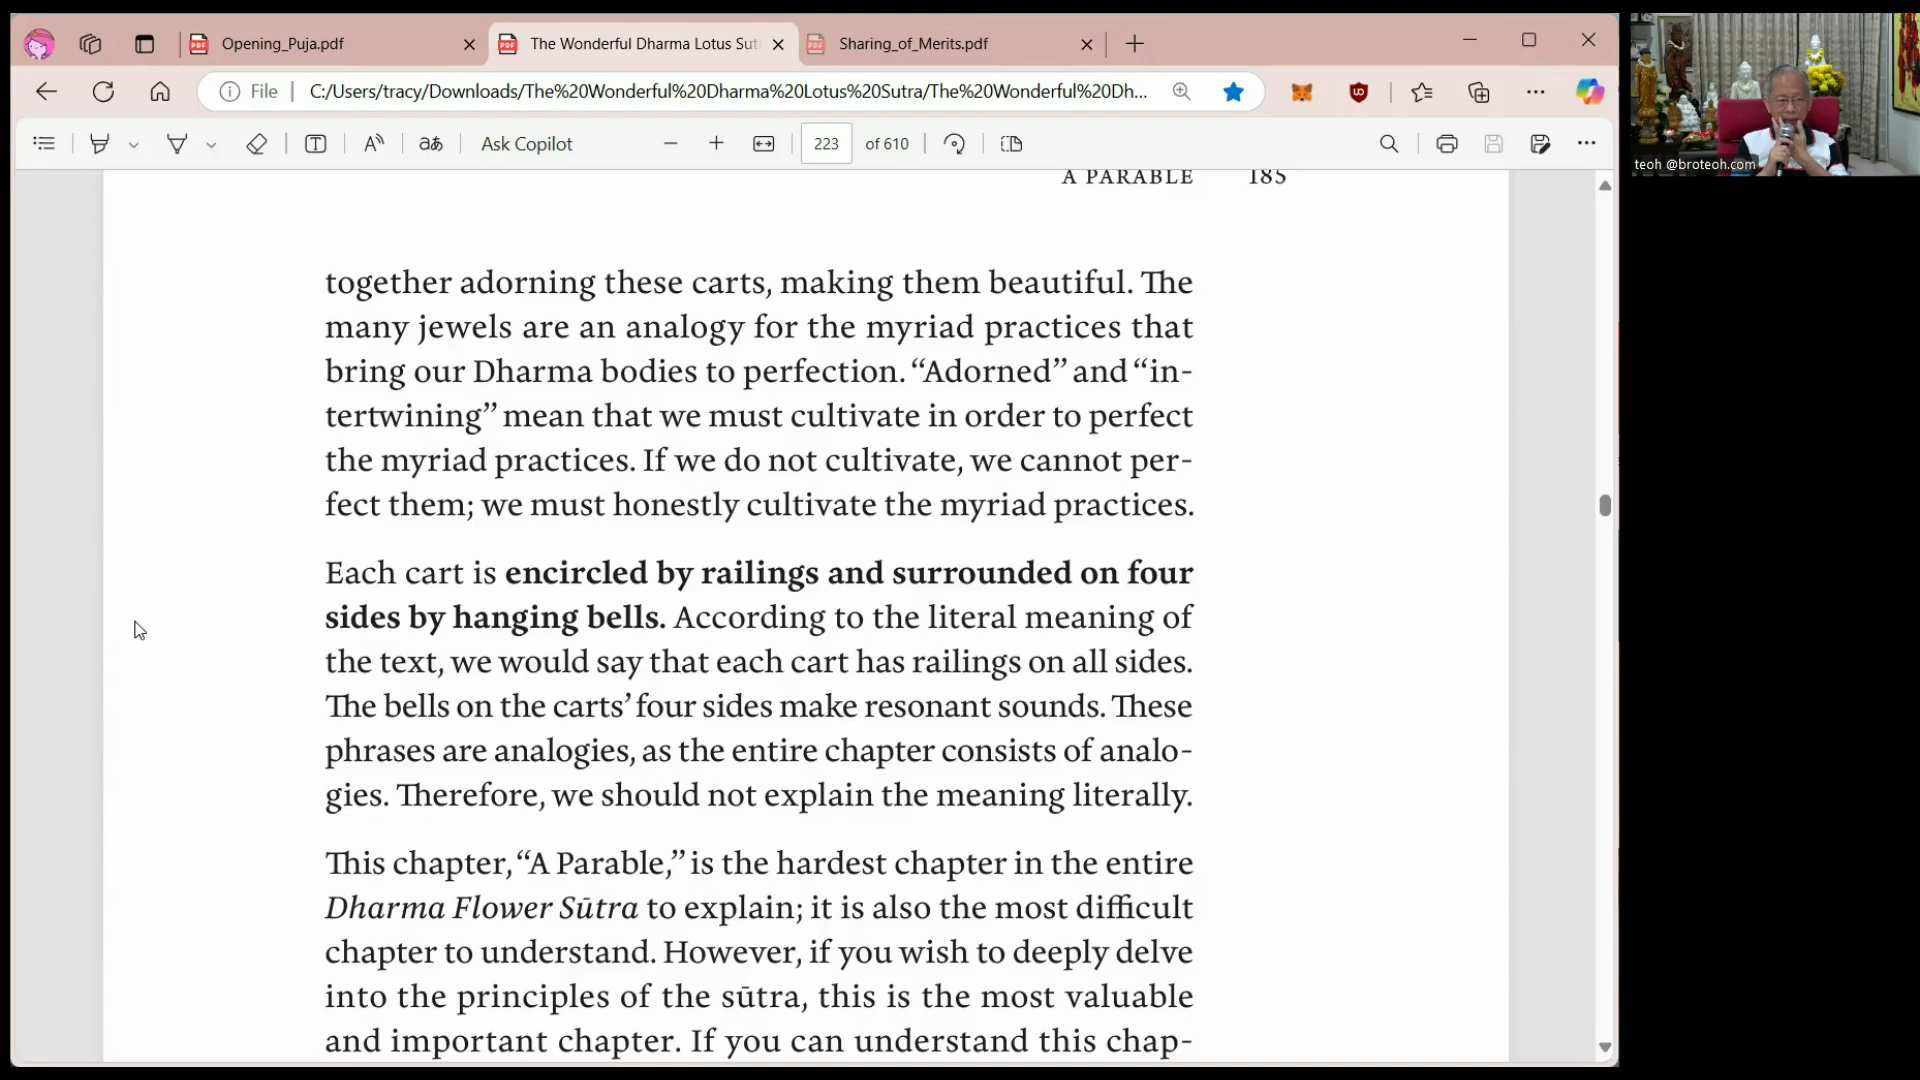 Opening_Puja.pdf
The Wonderful Dharma Lotus Sut
Sharing_of_Merits.pdf
File
C:/Users/tracy/Downloads/The%20Wonderful%20Dharma%20Lotus%20Sutra/The%20Wonderful%20Dh...
Ask Copilot
223 of 610
teoh @broteoh.com
A PARABLE 185
together adorning these carts, making them beautiful. The
many jewels are an analogy for the myriad practices that
bring our Dharma bodies to perfection. “Adorned” and “in-
tertwining” mean that we must cultivate in order to perfect
the myriad practices. If we do not cultivate, we cannot per-
fect them; we must honestly cultivate the myriad practices.
Each cart is encircled by railings and surrounded on four
sides by hanging bells. According to the literal meaning of
the text, we would say that each cart has railings on all sides.
The bells on the carts’ four sides make resonant sounds. These
phrases are analogies, as the entire chapter consists of analo-
gies. Therefore, we should not explain the meaning literally.
This chapter, “A Parable,” is the hardest chapter in the entire
Dharma Flower Sūtra to explain; it is also the most difficult
chapter to understand. However, if you wish to deeply delve
into the principles of the sūtra, this is the most valuable
and important chapter. If you can understand this chap-